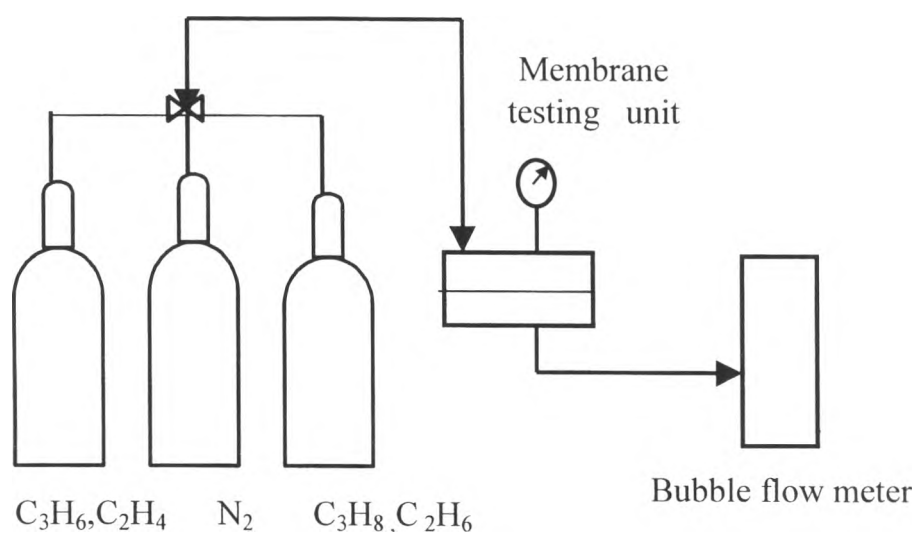 Membrane
testing unit
C₃H₆,C₂H₄ N₂ C₃H₈,C₂H₆
Bubble flow meter